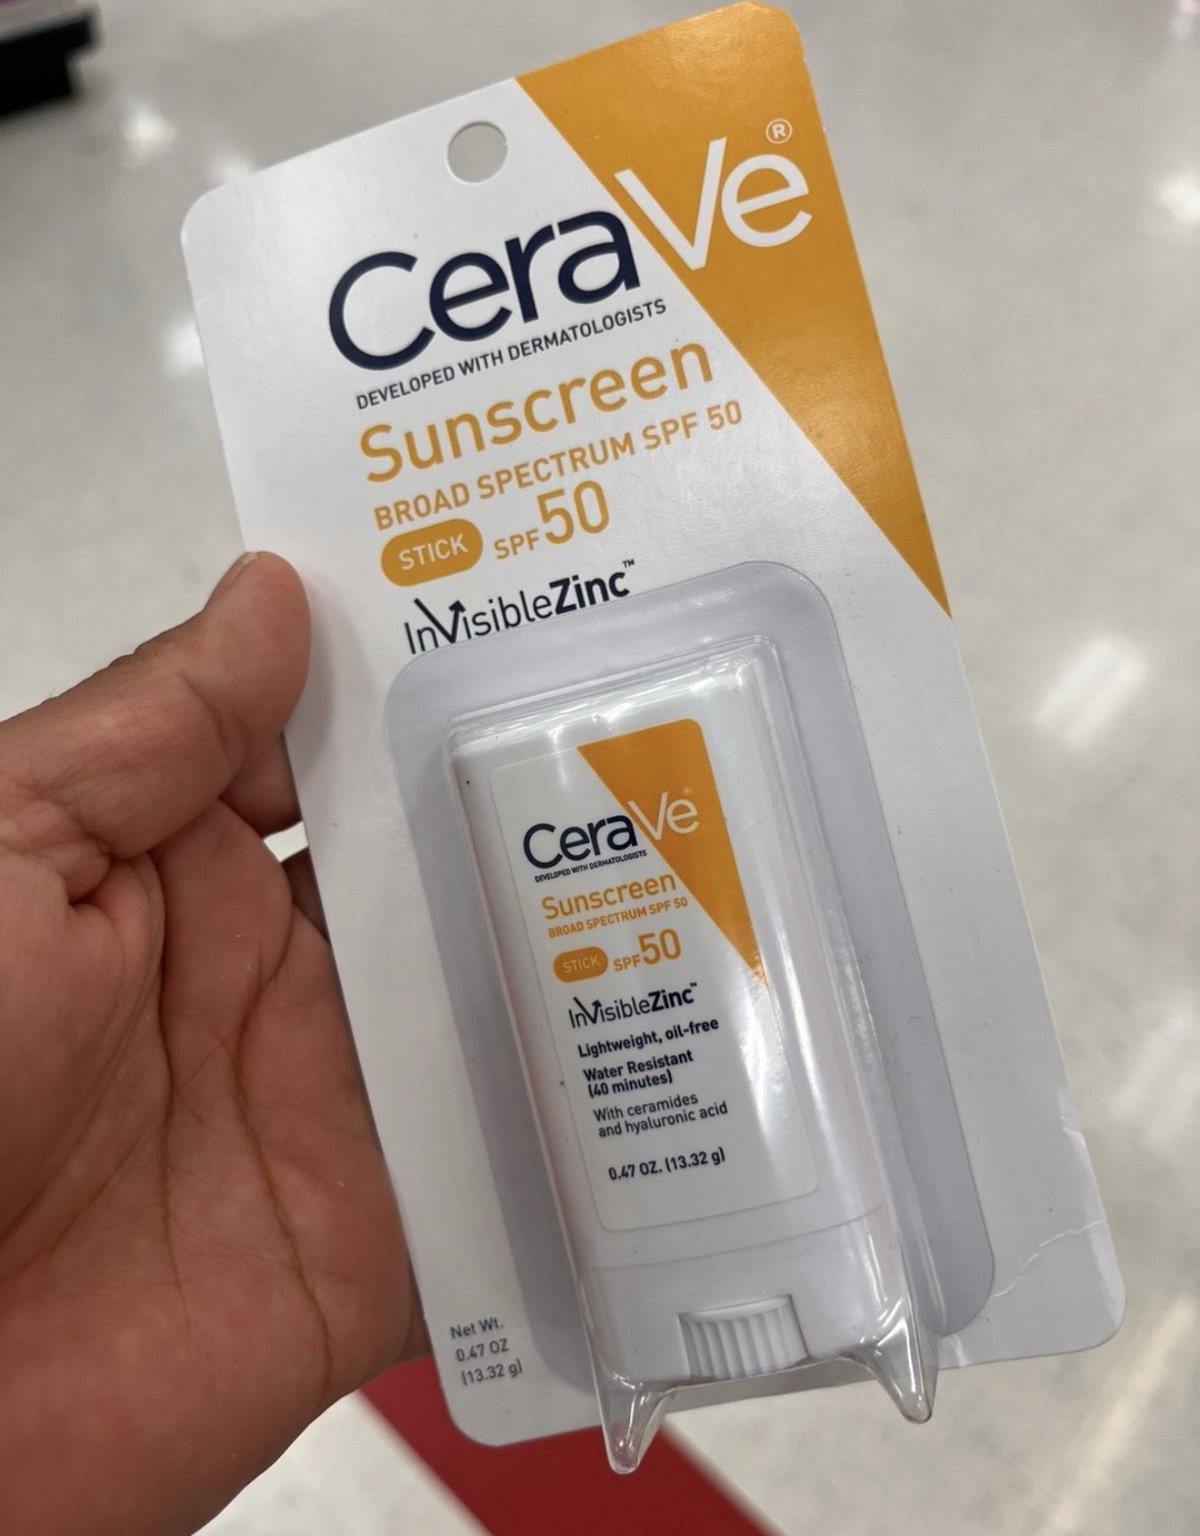 CeraVe®
DEVELOPED WITH DERMATOLOGISTS
Sunscreen
BROAD SPECTRUM SPF 50
STICK SPF 50
InVisibleZinc™
CeraVe®
DEVELOPED WITH DERMATOLOGISTS
Sunscreen
BROAD SPECTRUM SPF 50
STICK SPF 50
InVisibleZinc™
Lightweight, oil-free
Water Resistant
(40 minutes)
With ceramides
and hyaluronic acid
0.47 OZ. (13.32 g)
Net Wt.
0.47 OZ
(13.32 g)